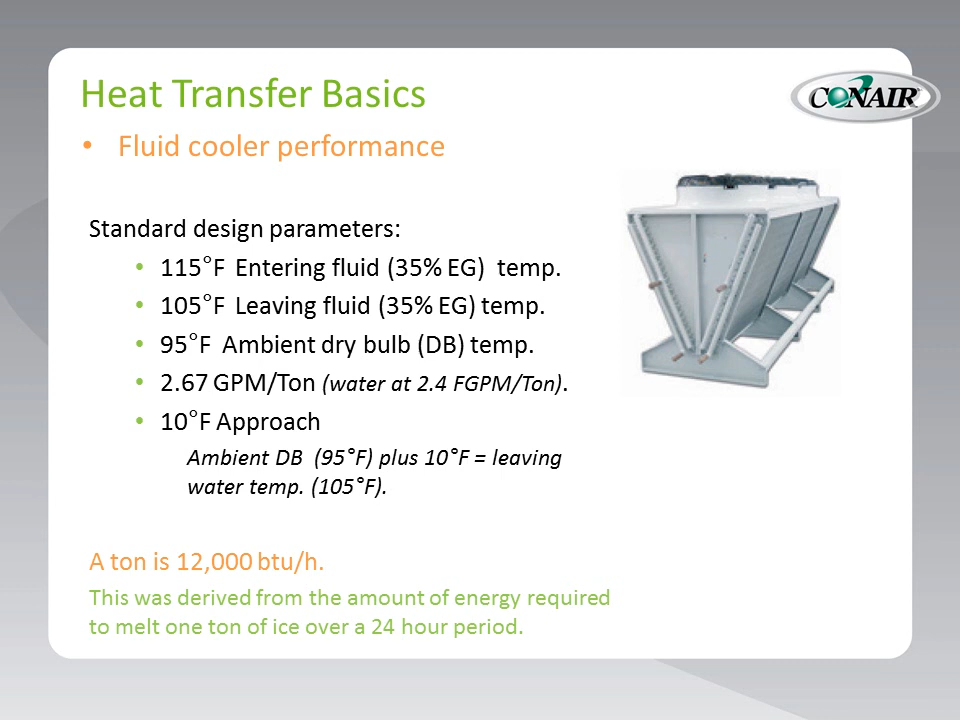 Heat Transfer Basics
CONAIR
• Fluid cooler performance
Standard design parameters:
• 115°F Entering fluid (35% EG) temp.
• 105°F Leaving fluid (35% EG) temp.
• 95°F Ambient dry bulb (DB) temp.
• 2.67 GPM/Ton (water at 2.4 FGPM/Ton).
• 10°F Approach
Ambient DB (95°F) plus 10°F = leaving
water temp. (105°F).
A ton is 12,000 btu/h.
This was derived from the amount of energy required
to melt one ton of ice over a 24 hour period.